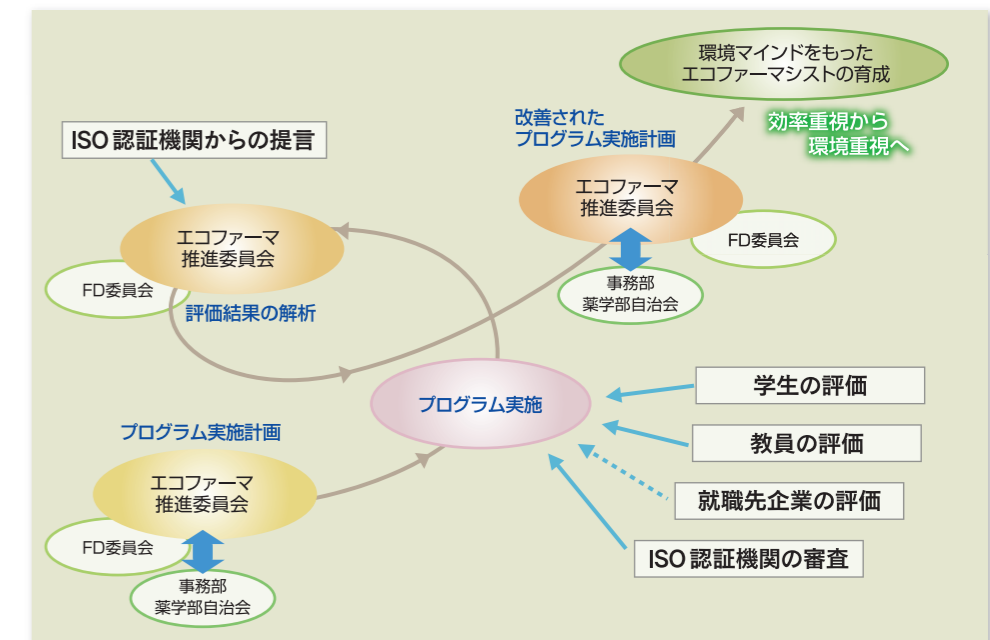 環境マインドをもった
エコファーマシストの育成
効率重視から
環境重視へ
改善された
プログラム実施計画
エコファーマ
推進委員会
FD委員会
事務部
薬学部自治会
ISO認証機関からの提言
エコファーマ
推進委員会
FD委員会
評価結果の解析
プログラム実施
学生の評価
教員の評価
就職先企業の評価
ISO認証機関の審査
プログラム実施計画
エコファーマ
推進委員会
FD委員会
事務部
薬学部自治会